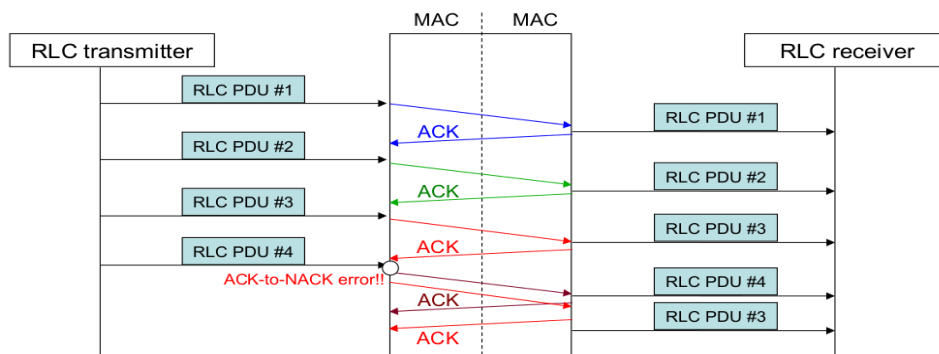 MAC MAC
RLC transmitter
RLC receiver
RLC PDU #1
RLC PDU #1
ACK
RLC PDU #2
RLC PDU #2
ACK
RLC PDU #3
RLC PDU #3
ACK
RLC PDU #4
ACK-to-NACK error!!
RLC PDU #4
ACK
RLC PDU #3
ACK